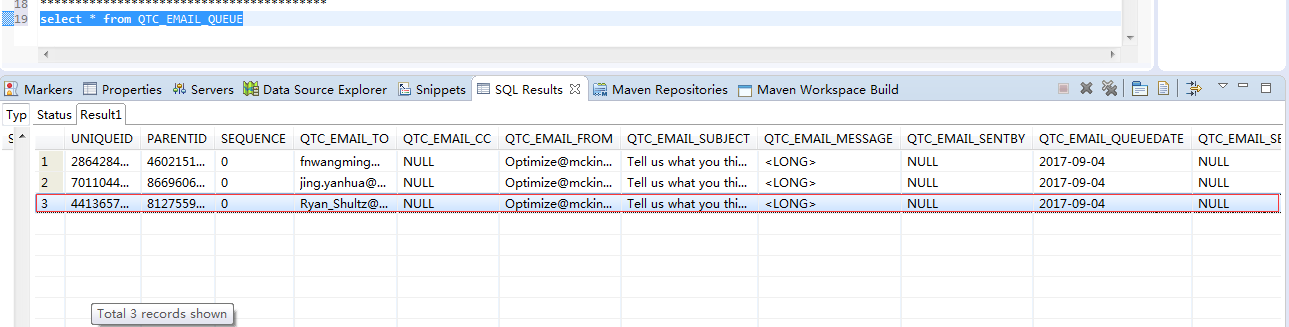 18 *****************************************
19 select * from QTC_EMAIL_QUEUE
Markers Properties Servers Data Source Explorer Snippets SQL Results Maven Repositories Maven Workspace Build
Typ Status Result1
S UNIQUEID PARENTID SEQUENCE QTC_EMAIL_TO QTC_EMAIL_CC QTC_EMAIL_FROM QTC_EMAIL_SUBJECT QTC_EMAIL_MESSAGE QTC_EMAIL_SENTBY QTC_EMAIL_QUEUEDATE QTC_EMAIL_SE
1 2864284... 4602151... 0 fnwangming... NULL Optimize@mckin... Tell us what you thi... <LONG> NULL 2017-09-04 NULL
2 7011044... 8669606... 0 jing.yanhua@... NULL Optimize@mckin... Tell us what you thi... <LONG> NULL 2017-09-04 NULL
3 4413657... 8127559... 0 Ryan_Shultz@... NULL Optimize@mckin... Tell us what you thi... <LONG> NULL 2017-09-04 NULL
Total 3 records shown